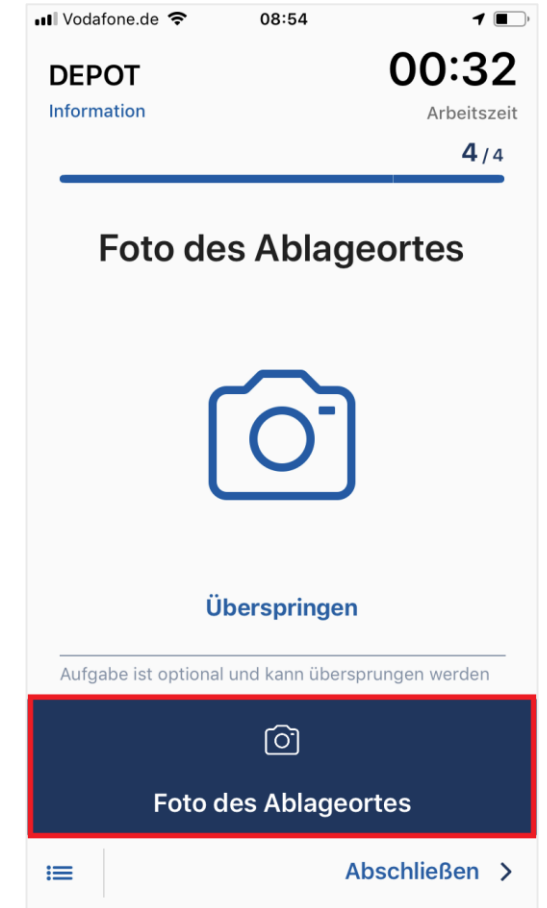 Vodafone.de 08:54
DEPOT 00:32
Information Arbeitszeit
4 / 4
Foto des Ablageortes
Überspringen
Aufgabe ist optional und kann übersprungen werden
Foto des Ablageortes
Abschließen